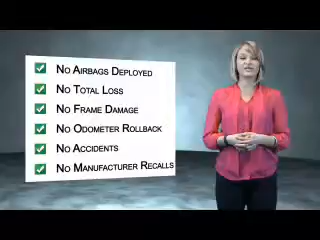 No Airbags Deployed
No Total Loss
No Frame Damage
No Odometer Rollback
No Accidents
No Manufacturer Recalls